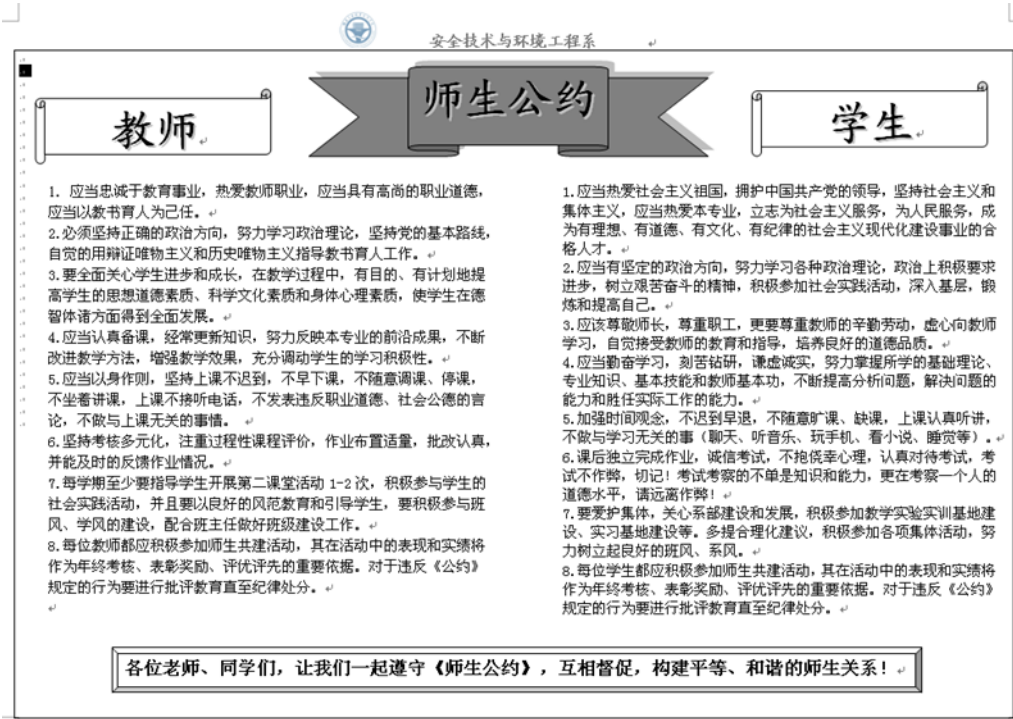 安全技术与环境工程系
师生公约
教师
1. 应当忠诚于教育事业，热爱教师职业，应当具有高尚的职业道德，
应当以教书育人为己任。
2.必须坚持正确的政治方向，努力学习政治理论，坚持党的基本路线，
自觉的用辩证唯物主义和历史唯物主义指导教书育人工作。
3.要全面关心学生进步和成长，在教学过程中，有目的、有计划地提
高学生的思想道德素质、科学文化素质和身体心理素质，使学生在德
智体诸方面得到全面发展。
4.应当认真备课，经常更新知识，努力反映本专业的前沿成果，不断
改进教学方法，增强教学效果，充分调动学生的学习积极性。
5.应当以身作则，坚持上课不迟到，不早下课，不随意调课、停课，
不坐着讲课，上课不接听电话，不发表违反职业道德、社会公德的言
论，不做与上课无关的事情。
6.坚持考核多元化，注重过程性课程评价，作业布置适量，批改认真，
并能及时的反馈作业情况。
7.每学期至少要指导学生开展第二课堂活动 1-2 次，积极参与学生的
社会实践活动，并且要以良好的风范教育和引导学生，要积极参与班
风、学风的建设，配合班主任做好班级建设工作。
8.每位教师都应积极参加师生共建活动，其在活动中的表现和实绩将
作为年终考核、表彰奖励、评优评先的重要依据。对于违反《公约》
规定的行为要进行批评教育直至纪律处分。
学生
1.应当热爱社会主义祖国，拥护中国共产党的领导，坚持社会主义和
集体主义，应当热爱本专业，立志为社会主义服务，为人民服务，成
为有理想、有道德、有文化、有纪律的社会主义现代化建设事业的合
格人才。
2.应当有坚定的政治方向，努力学习各种政治理论，政治上积极要求
进步，树立艰苦奋斗的精神，积极参加社会实践活动，深入基层，锻
炼和提高自己。
3.应该尊敬师长，尊重职工，更要尊重教师的辛勤劳动，虚心向教师
学习，自觉接受教师的教育和指导，培养良好的道德品质。
4.应当勤奋学习，刻苦钻研，谦虚诚实，努力掌握所学的基础理论、
专业知识、基本技能和教师基本功，不断提高分析问题，解决问题的
能力和胜任实际工作的能力。
5.加强时间观念，不迟到早退，不随意旷课、缺课，上课认真听讲，
不做与学习无关的事（聊天、听音乐、玩手机、看小说、睡觉等）。
6.课后独立完成作业，诚信考试，不抱侥幸心理，认真对待考试，考
试不作弊，切记！考试考察的不单是知识和能力，更在考察一个人的
道德水平，请远离作弊！
7.要爱护集体，关心系部建设和发展，积极参加教学实验实训基地建
设、实习基地建设等。多提合理化建议，积极参加各项集体活动，努
力树立起良好的班风、系风。
8.每位学生都应积极参加师生共建活动，其在活动中的表现和实绩将
作为年终考核、表彰奖励、评优评先的重要依据。对于违反《公约》
规定的行为要进行批评教育直至纪律处分。
各位老师、同学们，让我们一起遵守《师生公约》，互相督促，构建平等、和谐的师生关系！